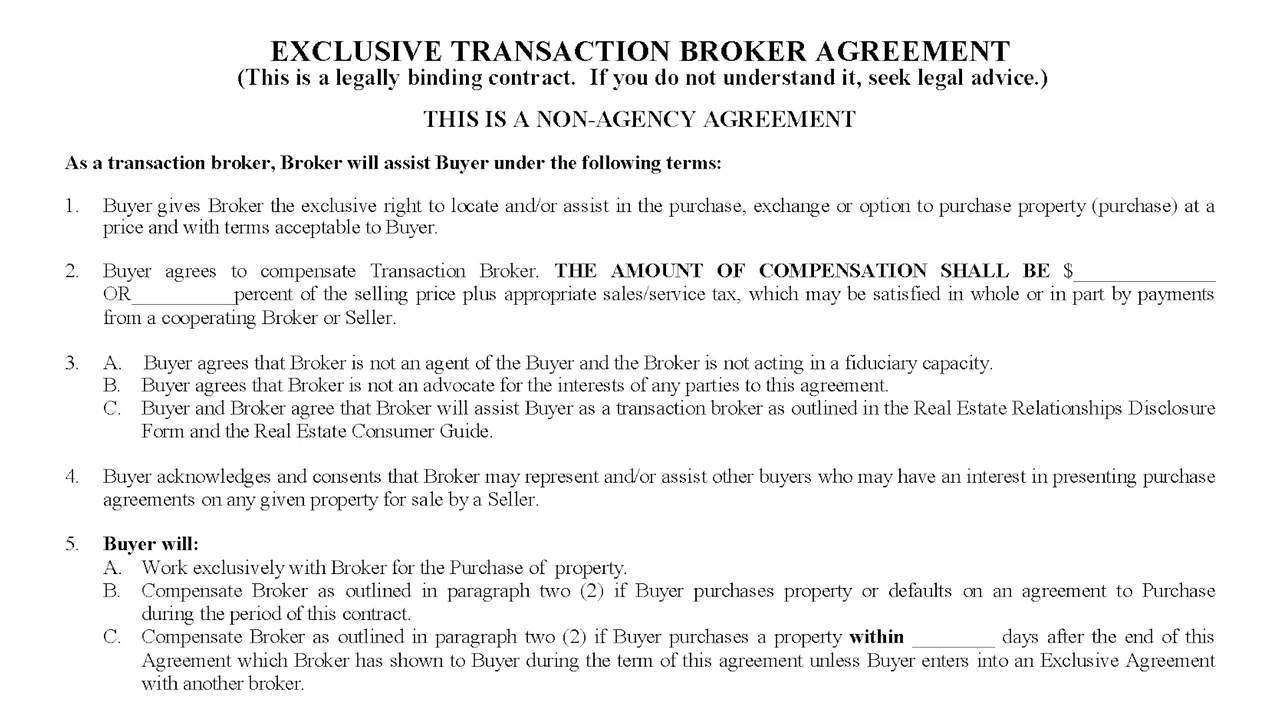 EXCLUSIVE TRANSACTION BROKER AGREEMENT
(This is a legally binding contract. If you do not understand it, seek legal advice.)
THIS IS A NON-AGENCY AGREEMENT
As a transaction broker, Broker will assist Buyer under the following terms:
1. Buyer gives Broker the exclusive right to locate and/or assist in the purchase, exchange or option to purchase property (purchase) at a
price and with terms acceptable to Buyer.
2. Buyer agrees to compensate Transaction Broker. THE AMOUNT OF COMPENSATION SHALL BE $______________
OR__________percent of the selling price plus appropriate sales/service tax, which may be satisfied in whole or in part by payments
from a cooperating Broker or Seller.
3. A. Buyer agrees that Broker is not an agent of the Buyer and the Broker is not acting in a fiduciary capacity.
B. Buyer agrees that Broker is not an advocate for the interests of any parties to this agreement.
C. Buyer and Broker agree that Broker will assist Buyer as a transaction broker as outlined in the Real Estate Relationships Disclosure
Form and the Real Estate Consumer Guide.
4. Buyer acknowledges and consents that Broker may represent and/or assist other buyers who may have an interest in presenting purchase
agreements on any given property for sale by a Seller.
5. Buyer will:
A. Work exclusively with Broker for the Purchase of property.
B. Compensate Broker as outlined in paragraph two (2) if Buyer purchases property or defaults on an agreement to Purchase
during the period of this contract.
C. Compensate Broker as outlined in paragraph two (2) if Buyer purchases a property within ________ days after the end of this
Agreement which Broker has shown to Buyer during the term of this agreement unless Buyer enters into an Exclusive Agreement
with another broker.